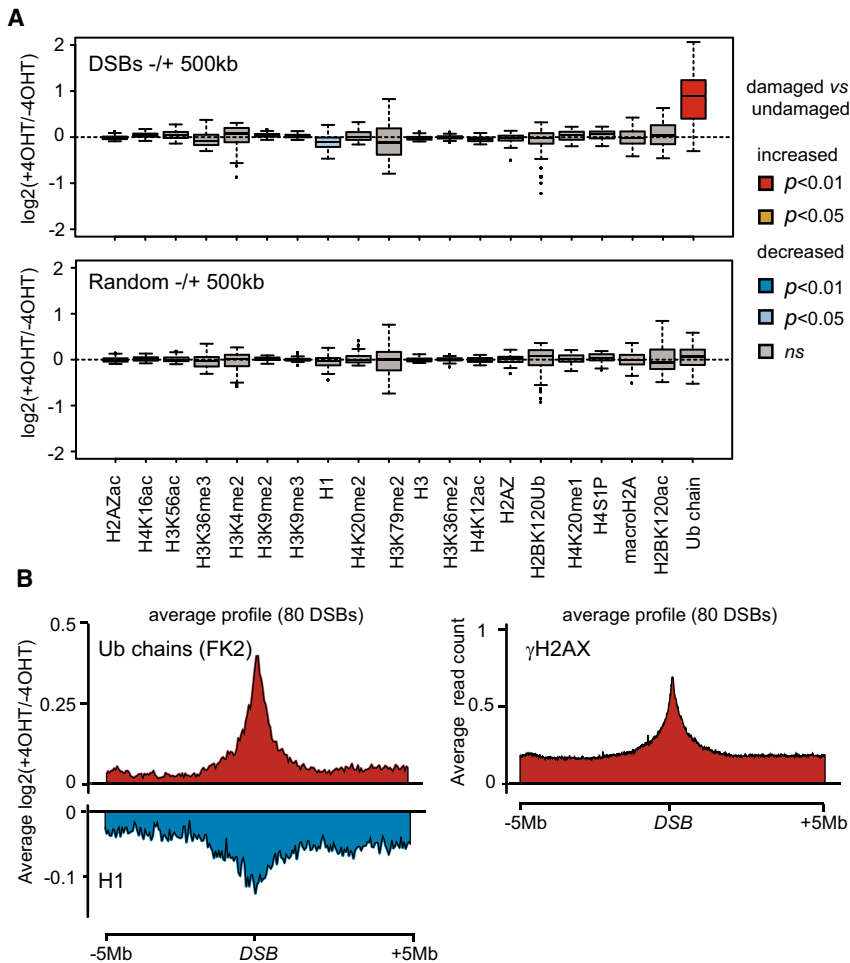 A
DSBs -/+ 500kb
log2(+4OHT/-4OHT)
2
1
0
-1
-2
damaged vs
undamaged
increased
p<0.01
p<0.05
decreased
p<0.01
p<0.05
ns
Random -/+ 500kb
log2(+4OHT/-4OHT)
2
1
0
-1
-2
H2AZac
H4K16ac
H3K56ac
H3K36me3
H3K4me2
H3K9me2
H3K9me3
H1
H4K20me2
H3K79me2
H3
H3K36me2
H4K12ac
H2AZ
H2BK120Ub
H4K20me1
H4S1P
macroH2A
H2BK120ac
Ub chain
B
average profile (80 DSBs)
Ub chains (FK2)
Average log2(+4OHT/-4OHT)
0.5
0.25
0
0
-0.1
H1
-5Mb
DSB
+5Mb
average profile (80 DSBs)
γH2AX
Average read count
1
0.5
0
-5Mb
DSB
+5Mb